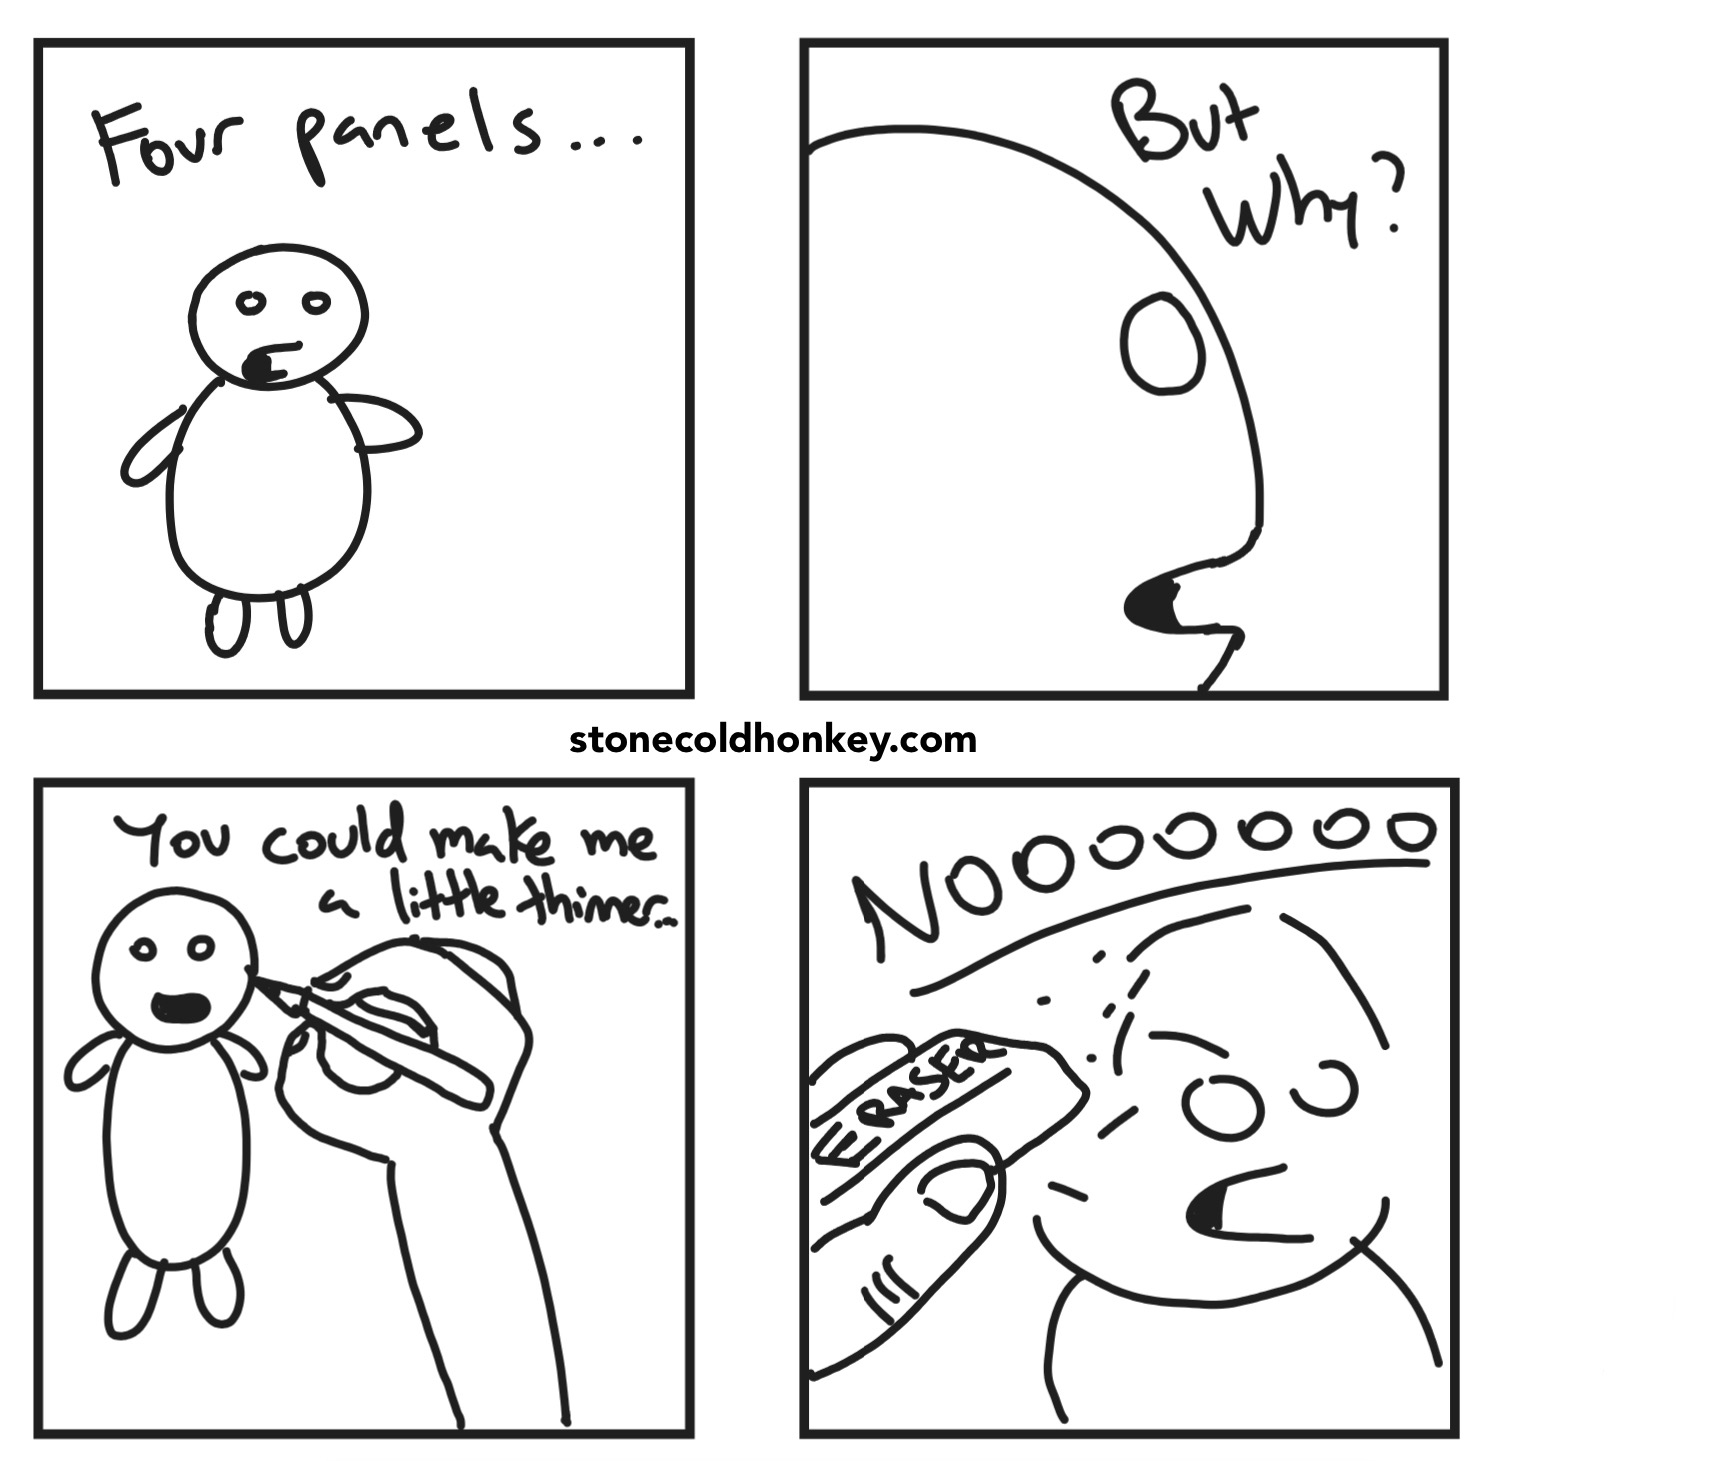 Four panels...
But
Why?
stonecoldhonkey.com
You could make me
a little thinner...
NOOOOOOOO
ERASER